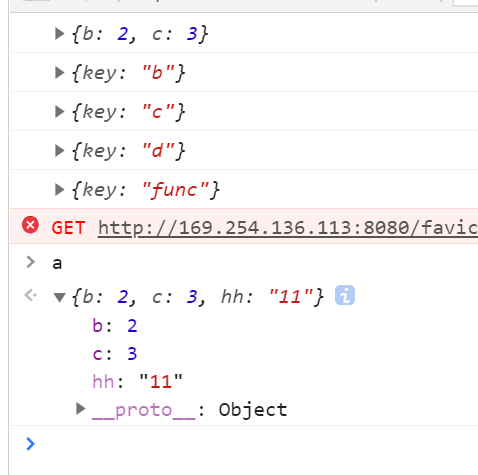 {b: 2, c: 3}
{key: "b"}
{key: "c"}
{key: "d"}
{key: "func"}
GET http://169.254.136.113:8080/favic
> a
{b: 2, c: 3, hh: "11"} i
b: 2
c: 3
hh: "11"
__proto__: Object
>